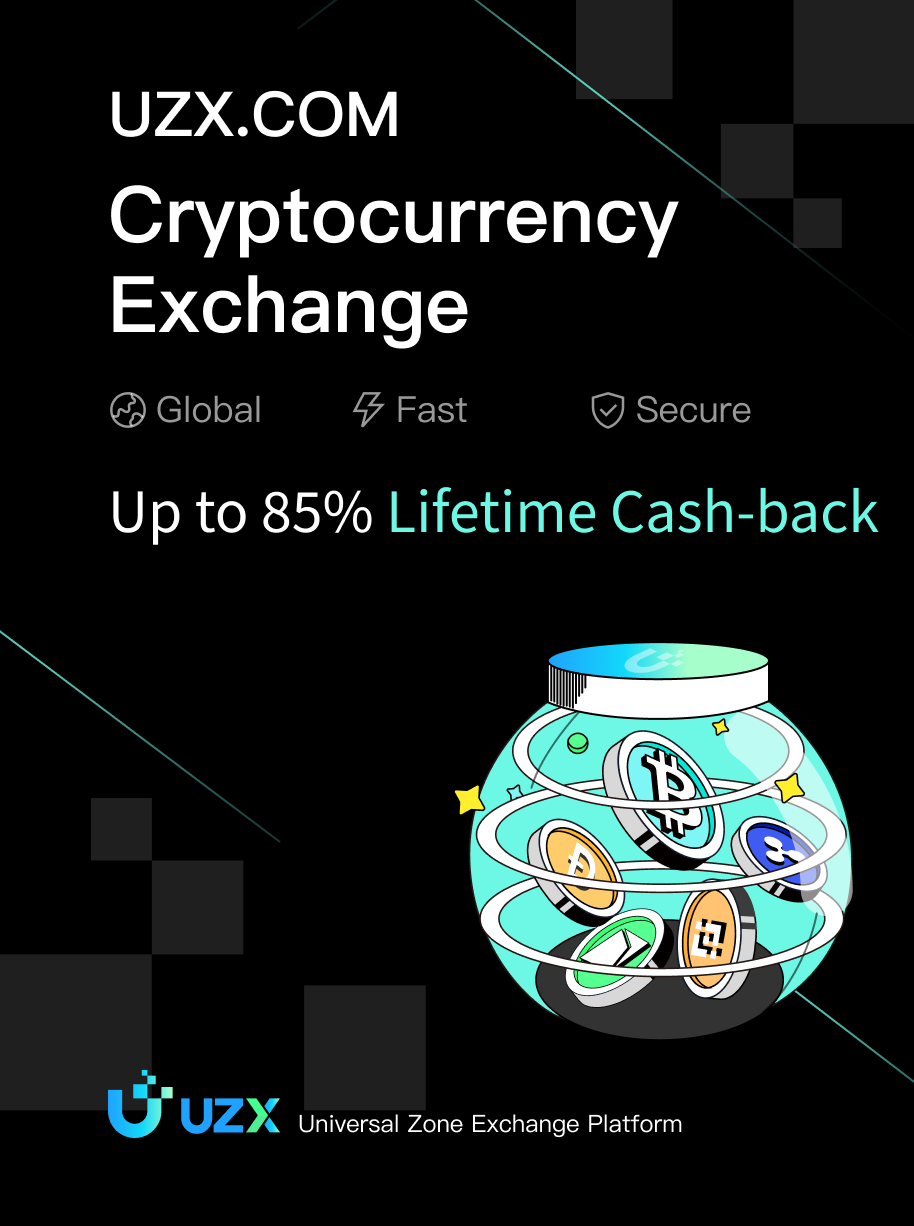 UZX.COM
Cryptocurrency
Exchange
Global Fast Secure
Up to 85% Lifetime Cash-back
UZX Universal Zone Exchange Platform